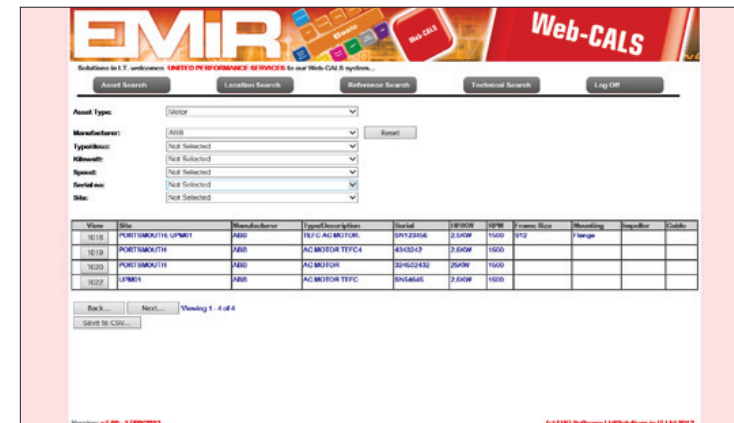 EMiR
Basic
Web CALS
Web-CALS
Solutions in I.T. welcomes UNITED PERFORMANCE SERVICES to our Web-CALS system...
Asset Search Location Search Reference Search Technical Search Log Off
Asset Type: Motor
Manufacturer: ABB Reset
Type/desc: Not Selected
Kilowatt: Not Selected
Speed: Not Selected
Serial no: Not Selected
Site: Not Selected
View Site Manufacturer Type/Description Serial HP/KW RPM Frame Size Mounting Impellor Cable
1018 PORTSMOUTH, UPM01 ABB TEFC AC MOTOR. SN123456 2.5KW 1500 912 Flange
1019 PORTSMOUTH ABB AC MOTOR TEFC4 4343242 2.5KW 1500
1020 PORTSMOUTH ABB AC MOTOR 324532432 25KW 1500
1022 UPM01 ABB AC MOTOR TEFC SN54645 2.5KW 1500
Back... Next... Viewing 1 - 4 of 4
Save to CSV...